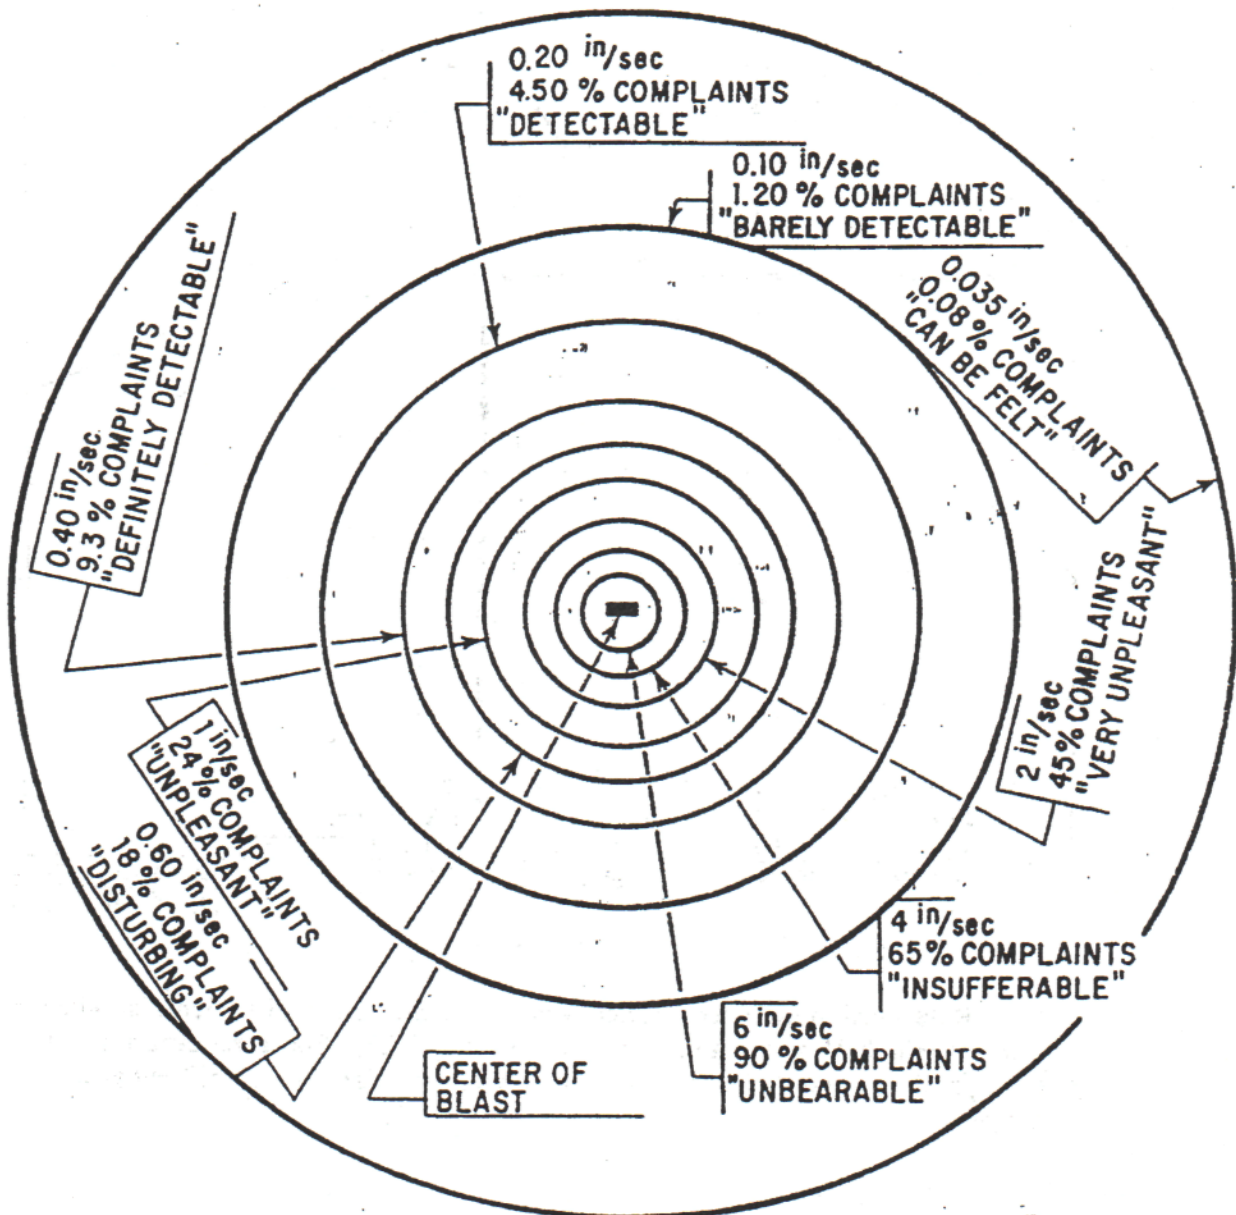 0.20 in/sec
4.50 % COMPLAINTS
"DETECTABLE"
0.10 in/sec
1.20 % COMPLAINTS
"BARELY DETECTABLE"
0.035 in/sec
0.08 % COMPLAINTS
"CAN BE FELT"
0.40 in/sec
9.3 % COMPLAINTS
"DEFINITELY DETECTABLE"
2 in/sec
45% COMPLAINTS
"VERY UNPLEASANT"
1 in/sec
24% COMPLAINTS
"UNPLEASANT"
0.60 in/sec
18% COMPLAINTS
"DISTURBING"
4 in/sec
65% COMPLAINTS
"INSUFFERABLE"
6 in/sec
90 % COMPLAINTS
"UNBEARABLE"
CENTER OF
BLAST